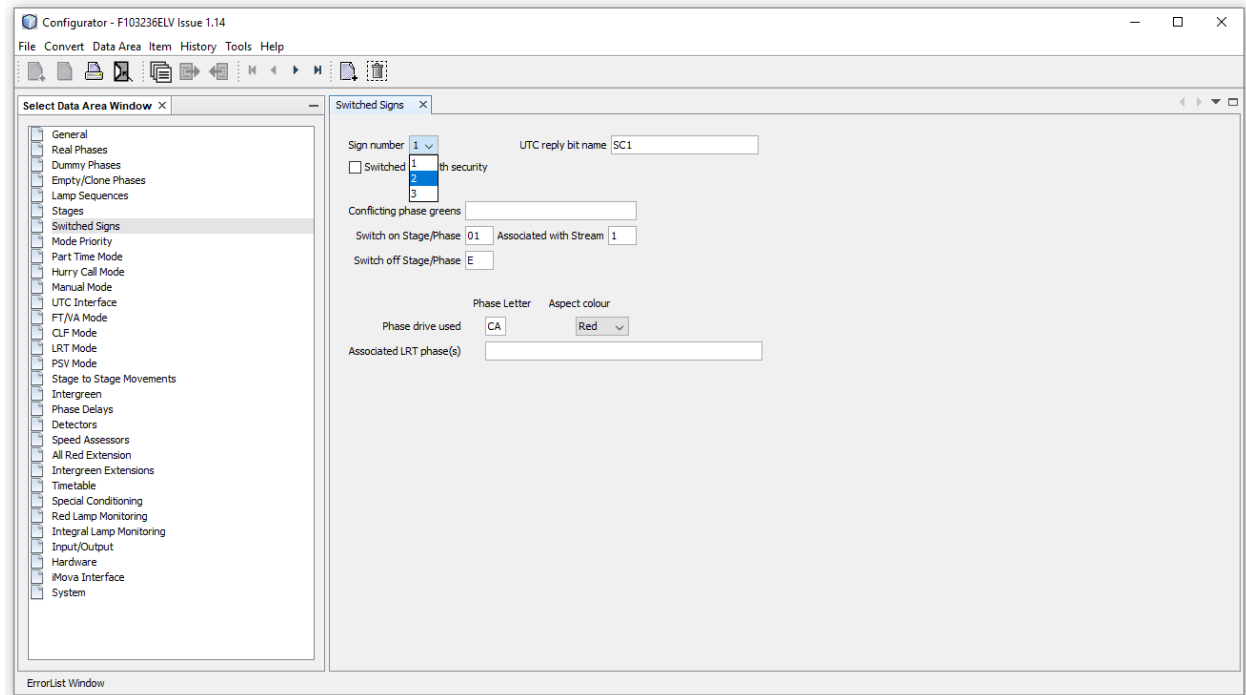 Configurator - F103236ELV Issue 1.14
File Convert Data Area Item History Tools Help
Select Data Area Window
General
Real Phases
Dummy Phases
Empty/Clone Phases
Lamp Sequences
Stages
Switched Signs
Mode Priority
Part Time Mode
Hurry Call Mode
Manual Mode
UTC Interface
FT/VA Mode
CLF Mode
LRT Mode
PSV Mode
Stage to Stage Movements
Intergreen
Phase Delays
Detectors
Speed Assessors
All Red Extension
Intergreen Extensions
Timetable
Special Conditioning
Red Lamp Monitoring
Integral Lamp Monitoring
Input/Output
Hardware
iMova Interface
System
Switched Signs
Sign number 1 UTC reply bit name SC1
1
2
3
Switched th security
Conflicting phase greens
Switch on Stage/Phase 01 Associated with Stream 1
Switch off Stage/Phase E
Phase Letter Aspect colour
Phase drive used CA Red
Associated LRT phase(s)
ErrorList Window